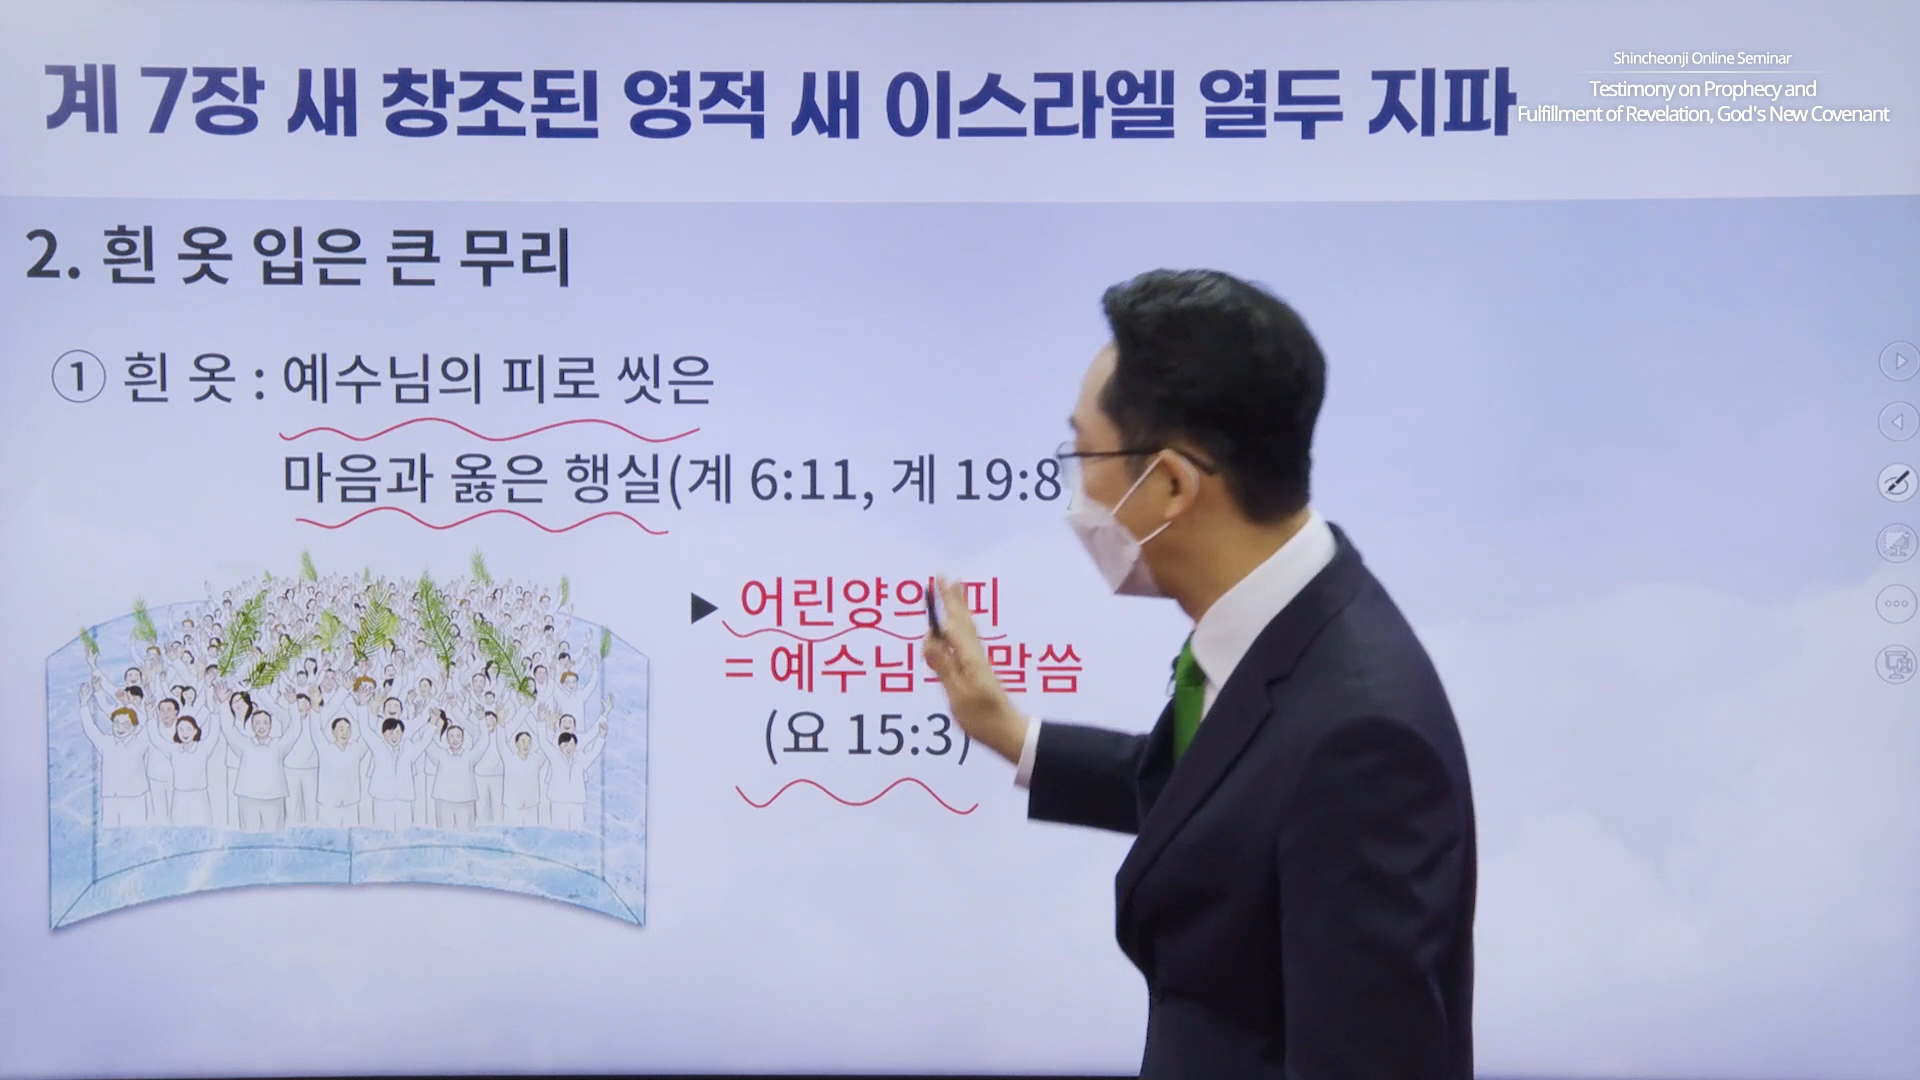 계 7장 새 창조된 영적 새 이스라엘 열두 지파
Shincheonji Online Seminar
Testimony on Prophecy and
Fulfillment of Revelation, God's New Covenant
2. 흰 옷 입은 큰 무리
① 흰 옷 : 예수님의 피로 씻은
마음과 옳은 행실(계 6:11, 계 19:8
▶ 어린양의 피
= 예수님의 말씀
(요 15:3)